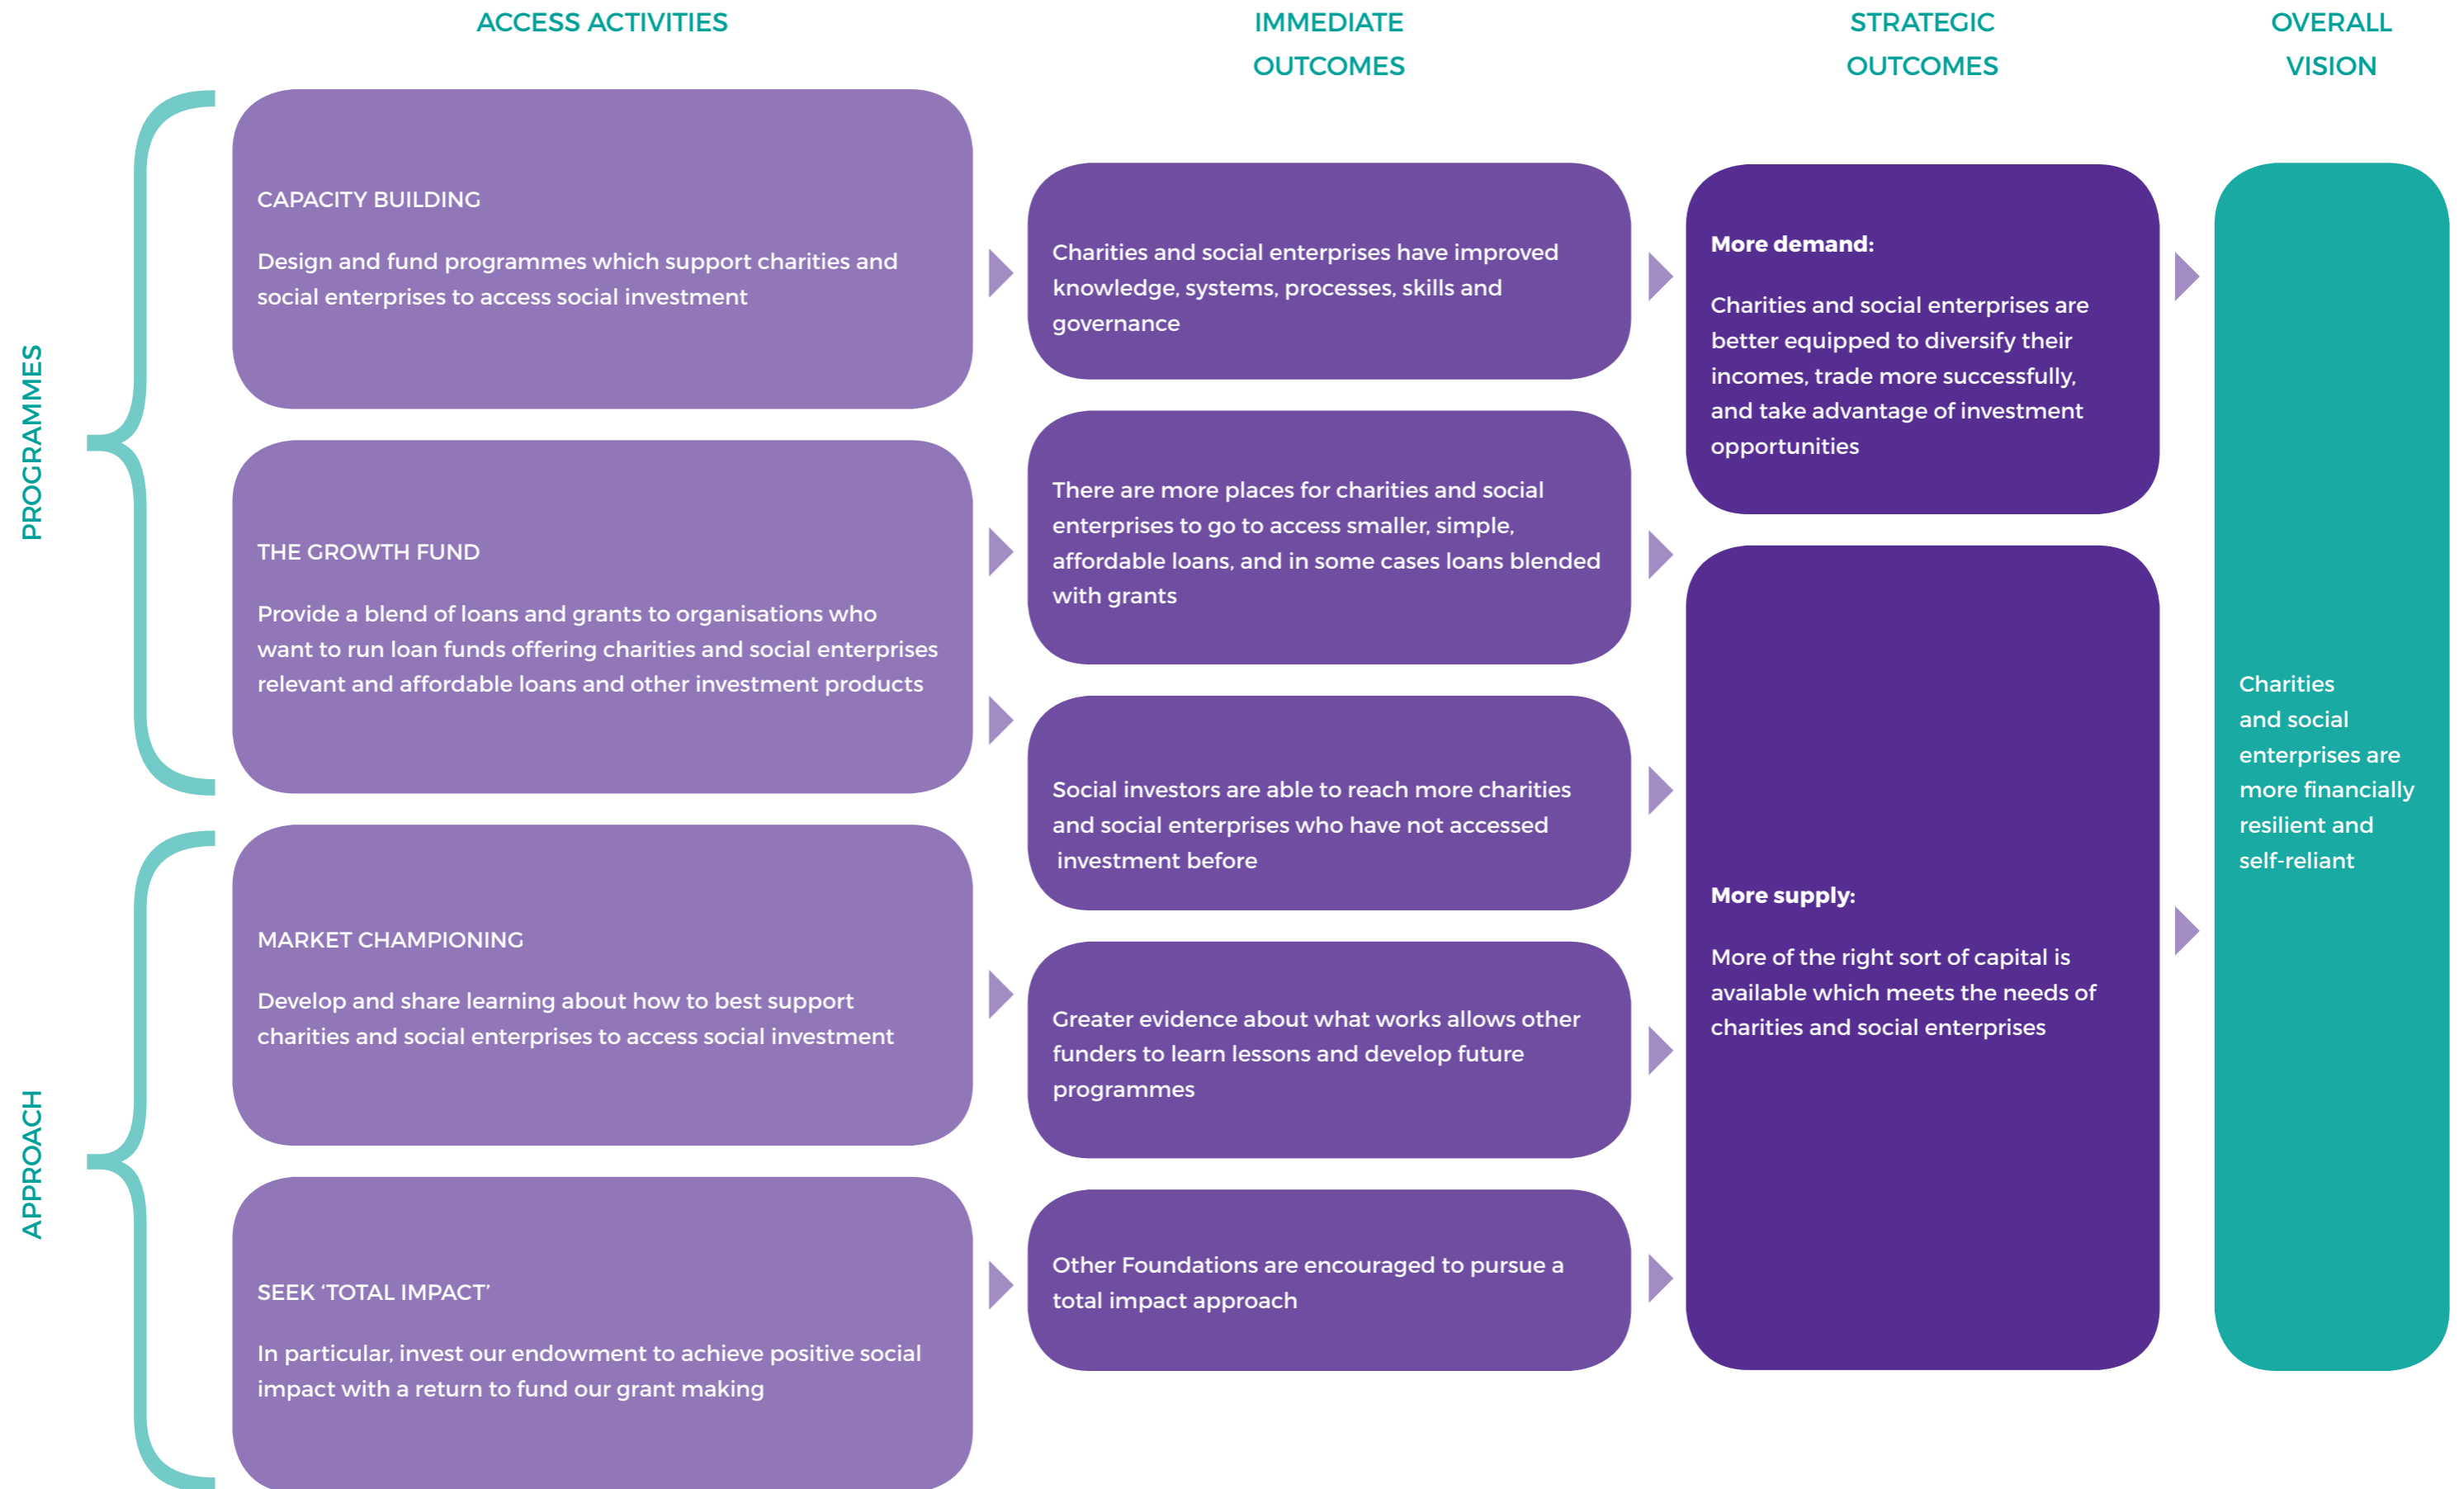 ACCESS ACTIVITIES
IMMEDIATE
OUTCOMES
STRATEGIC
OUTCOMES
OVERALL
VISION
PROGRAMMES
CAPACITY BUILDING
Design and fund programmes which support charities and
social enterprises to access social investment
THE GROWTH FUND
Provide a blend of loans and grants to organisations who
want to run loan funds offering charities and social enterprises
relevant and affordable loans and other investment products
APPROACH
MARKET CHAMPIONING
Develop and share learning about how to best support
charities and social enterprises to access social investment
SEEK ‘TOTAL IMPACT’
In particular, invest our endowment to achieve positive social
impact with a return to fund our grant making
Charities and social enterprises have improved
knowledge, systems, processes, skills and
governance
There are more places for charities and social
enterprises to go to access smaller, simple,
affordable loans, and in some cases loans blended
with grants
Social investors are able to reach more charities
and social enterprises who have not accessed
investment before
Greater evidence about what works allows other
funders to learn lessons and develop future
programmes
Other Foundations are encouraged to pursue a
total impact approach
More demand:
Charities and social enterprises are
better equipped to diversify their
incomes, trade more successfully,
and take advantage of investment
opportunities
More supply:
More of the right sort of capital is
available which meets the needs of
charities and social enterprises
Charities
and social
enterprises are
more financially
resilient and
self-reliant